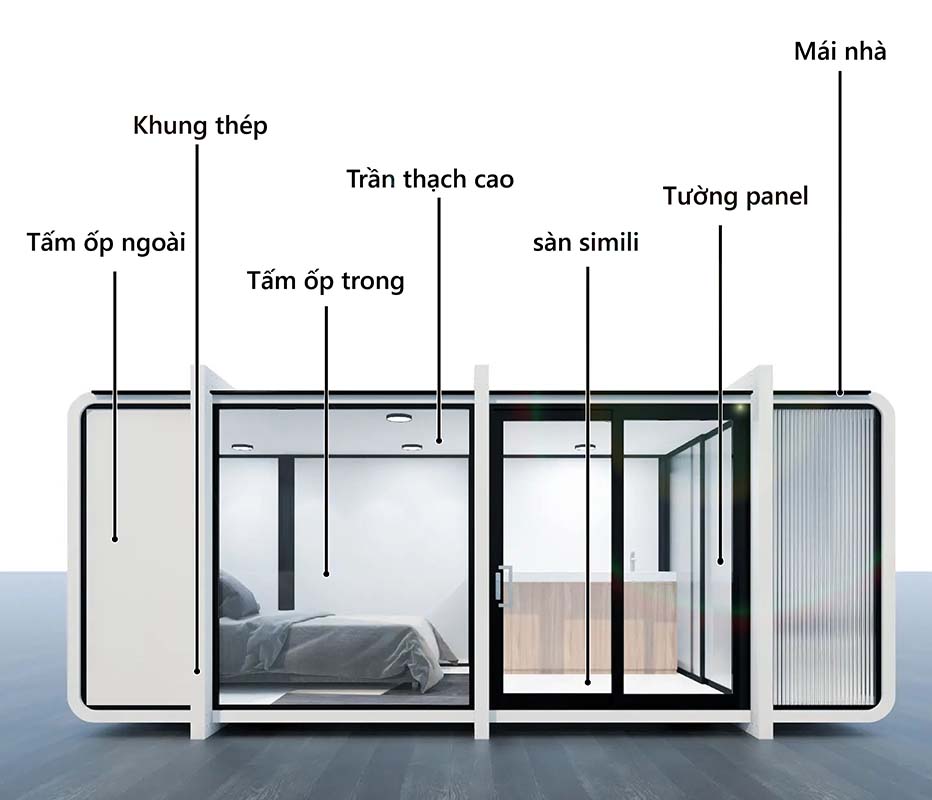 Mái nhà
Khung thép
Trần thạch cao
Tường panel
Tấm ốp ngoài
sàn simili
Tấm ốp trong